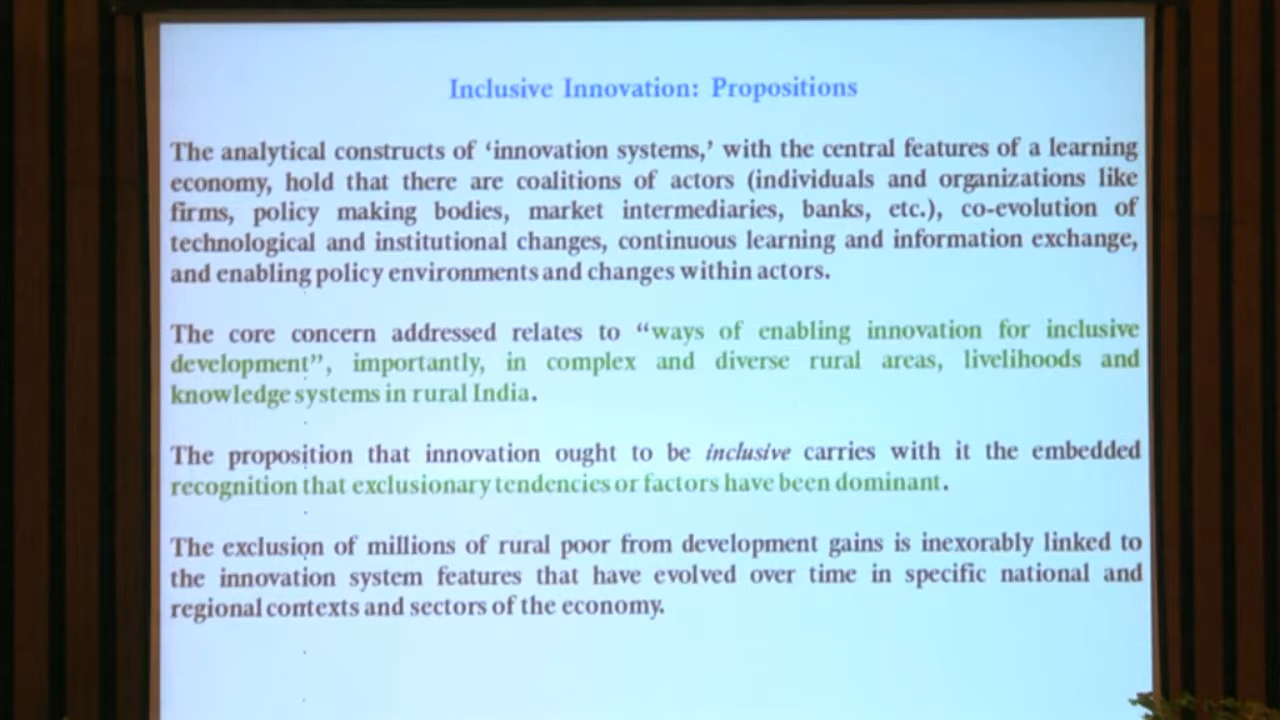 Inclusive Innovation: Propositions
The analytical constructs of ‘innovation systems,’ with the central features of a learning
economy, hold that there are coalitions of actors (individuals and organizations like
firms, policy making bodies, market intermediaries, banks, etc.), co-evolution of
technological and institutional changes, continuous learning and information exchange,
and enabling policy environments and changes within actors.
The core concern addressed relates to “ways of enabling innovation for inclusive
development”, importantly, in complex and diverse rural areas, livelihoods and
knowledge systems in rural India.
The proposition that innovation ought to be inclusive carries with it the embedded
recognition that exclusionary tendencies or factors have been dominant.
The exclusion of millions of rural poor from development gains is inexorably linked to
the innovation system features that have evolved over time in specific national and
regional contexts and sectors of the economy.